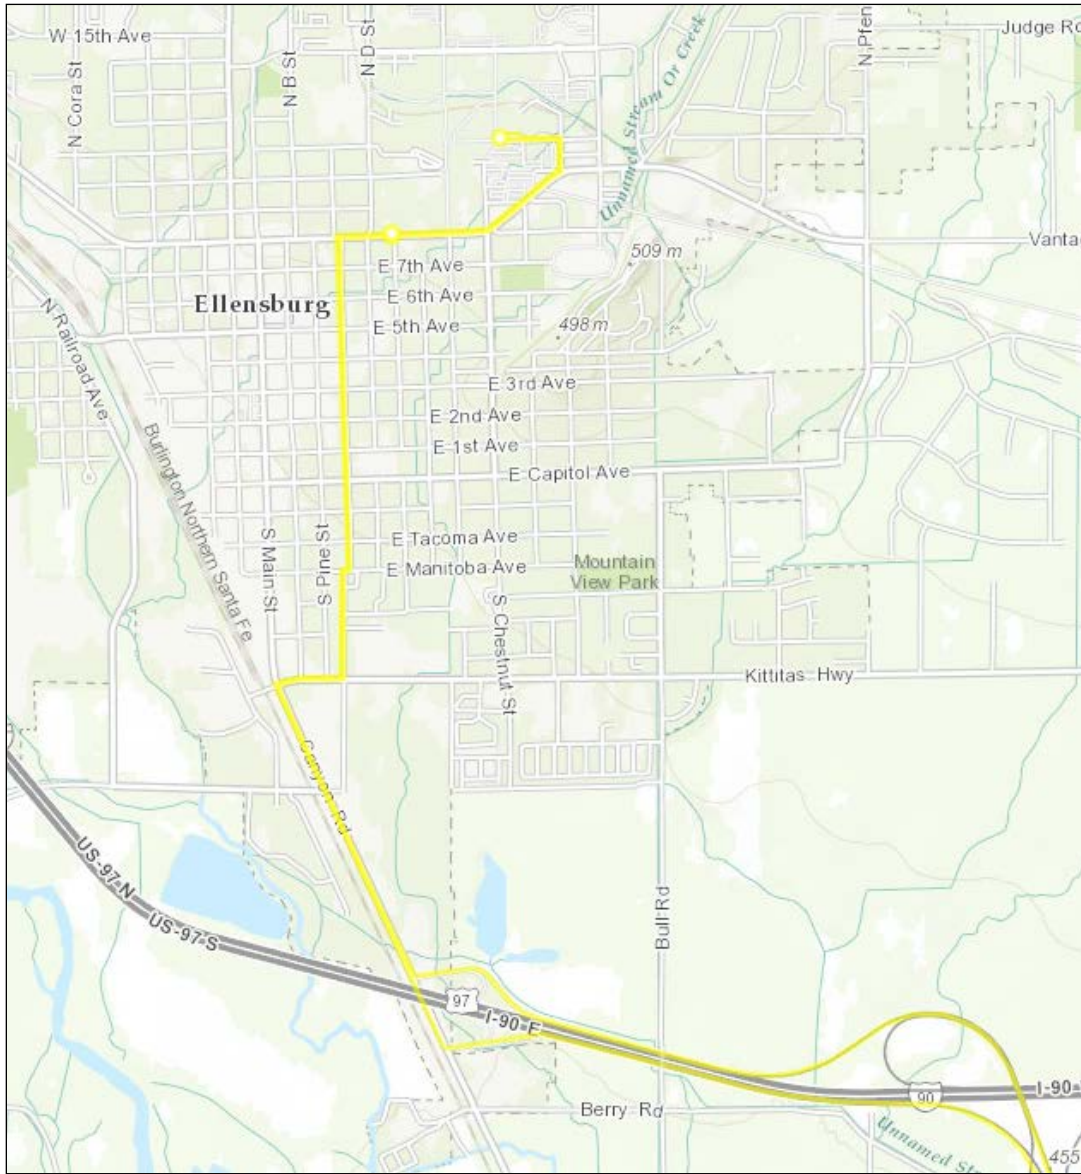 W 15th Ave
N Cora St
N B St
N D St
Unnamed Stream Or Creek
N Pfen
Judge Rd
Vanta
509 m
498 m
E 7th Ave
E 6th Ave
E 5th Ave
Ellensburg
N Railroad Ave
E 3rd Ave
E 2nd Ave
E 1st Ave
E Capitol Ave
Burlington Northern Santa Fe
S Main St
S Pine St
E Tacoma Ave
E Manitoba Ave
Mountain
View Park
S Chestnut St
Kittitas Hwy
Canyon Rd
US-97 N
US-97 S
Bull Rd
97
I-90 E
I-90
90
Berry Rd
Unnamed Str
455